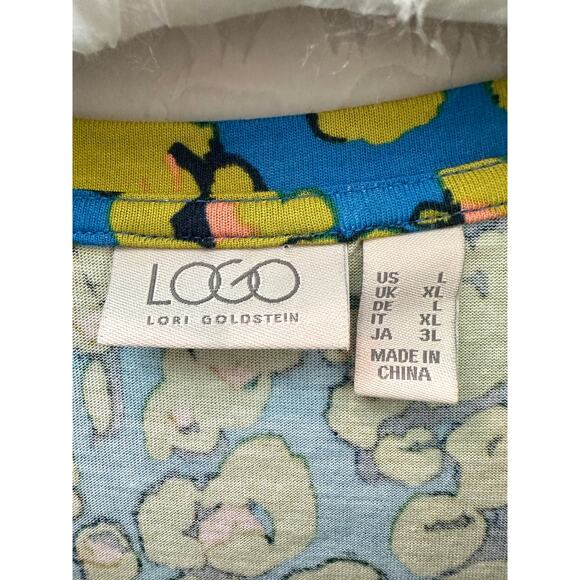 LOGO
LORI GOLDSTEIN
US L
UK XL
DE L
IT XL
JA 3L
MADE IN
CHINA